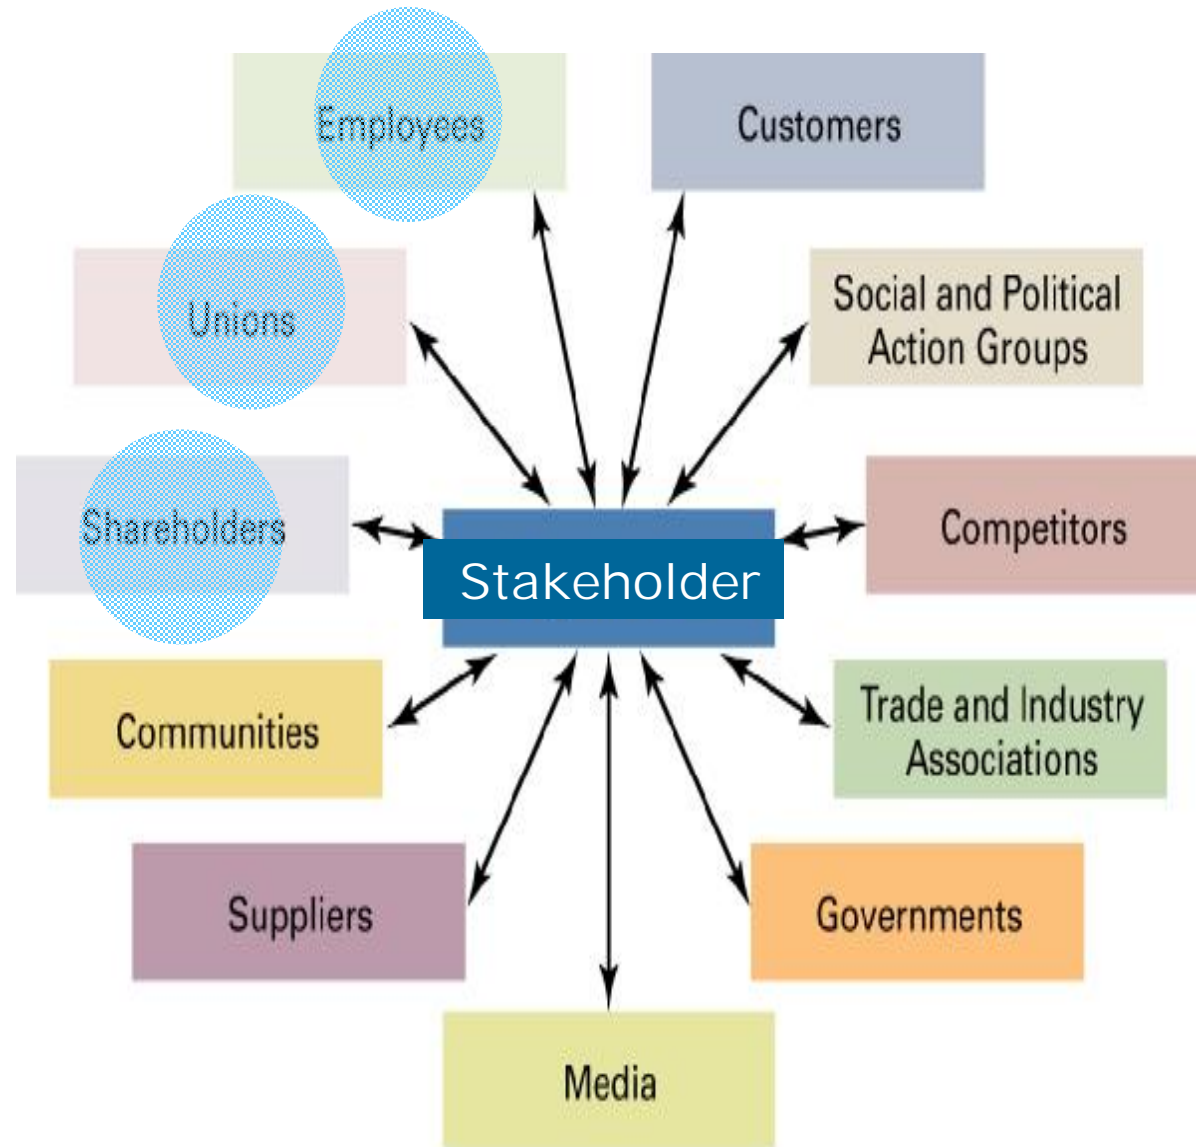 Employees
Customers
Unions
Social and Political
Action Groups
Shareholders
Stakeholder
Competitors
Communities
Trade and Industry
Associations
Suppliers
Governments
Media